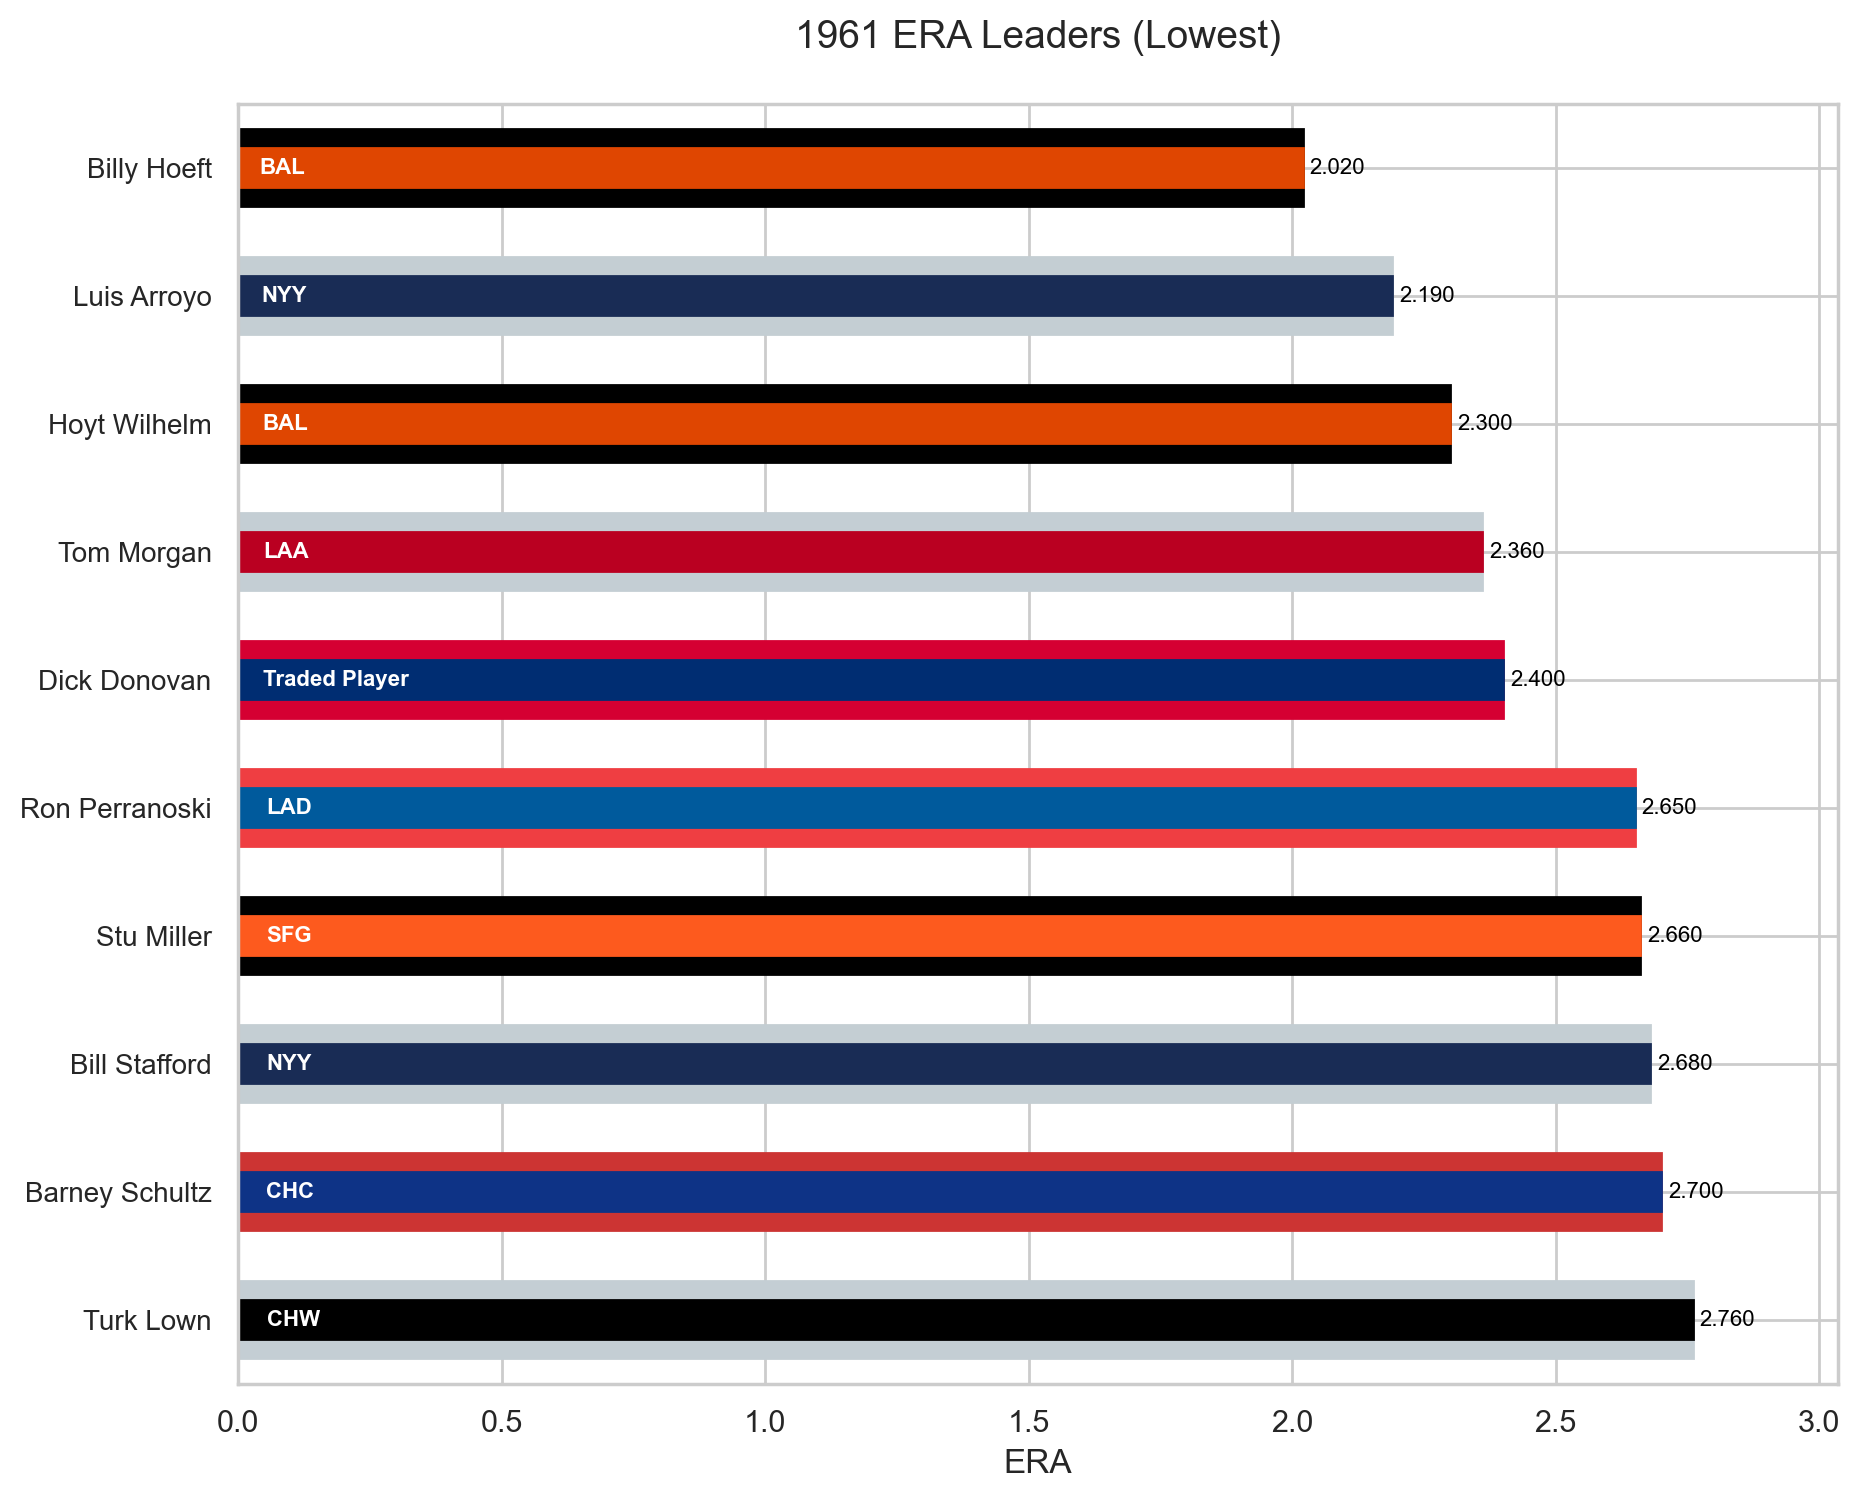 1961 ERA Leaders (Lowest)
Billy Hoeft BAL 2.020
Luis Arroyo NYY 2.190
Hoyt Wilhelm BAL 2.300
Tom Morgan LAA 2.360
Dick Donovan Traded Player 2.400
Ron Perranoski LAD 2.650
Stu Miller SFG 2.660
Bill Stafford NYY 2.680
Barney Schultz CHC 2.700
Turk Lown CHW 2.760
0.0 0.5 1.0 1.5 2.0 2.5 3.0
ERA